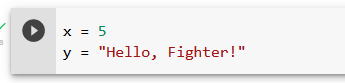 x = 5
y = "Hello, Fighter!"